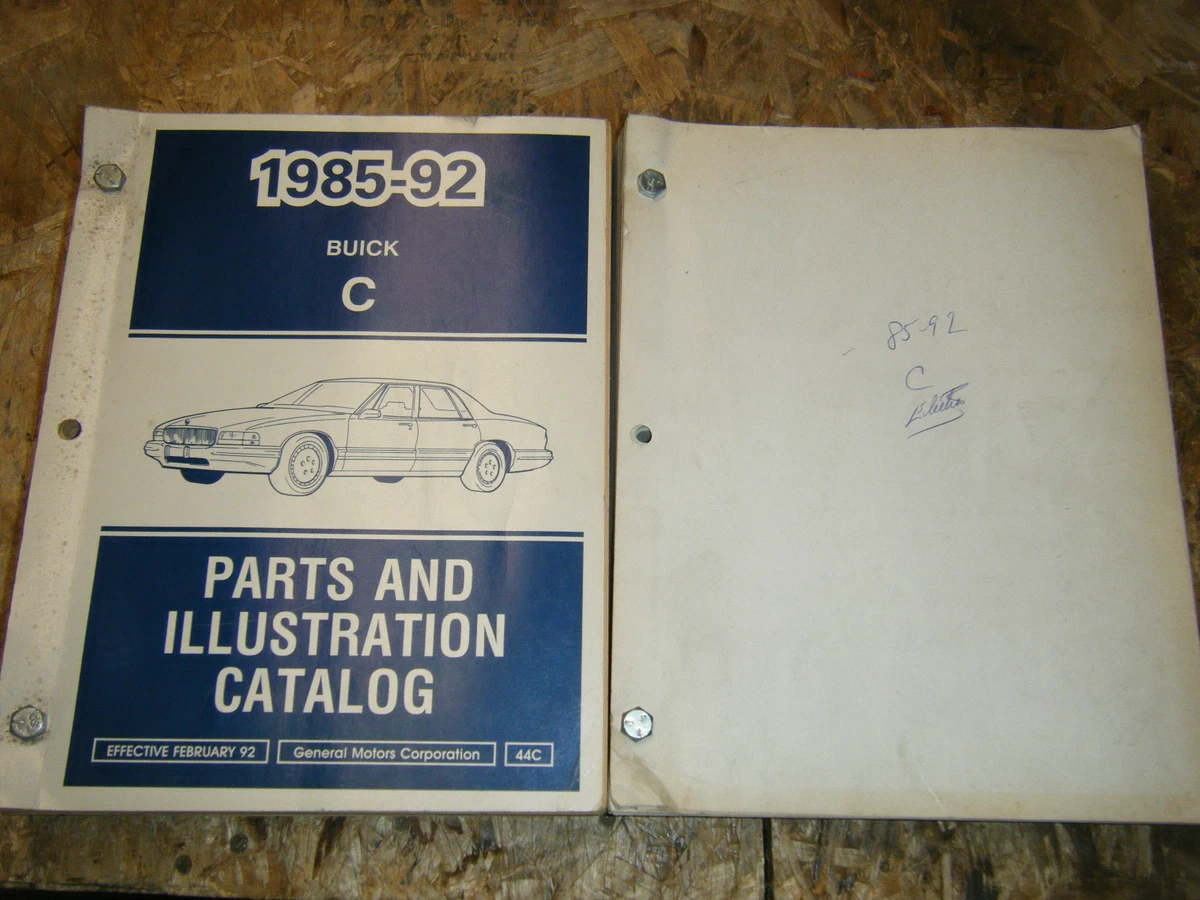 1985-92
BUICK
C
PARTS AND
ILLUSTRATION
CATALOG
EFFECTIVE FEBRUARY 92
General Motors Corporation
44C
85-92
C